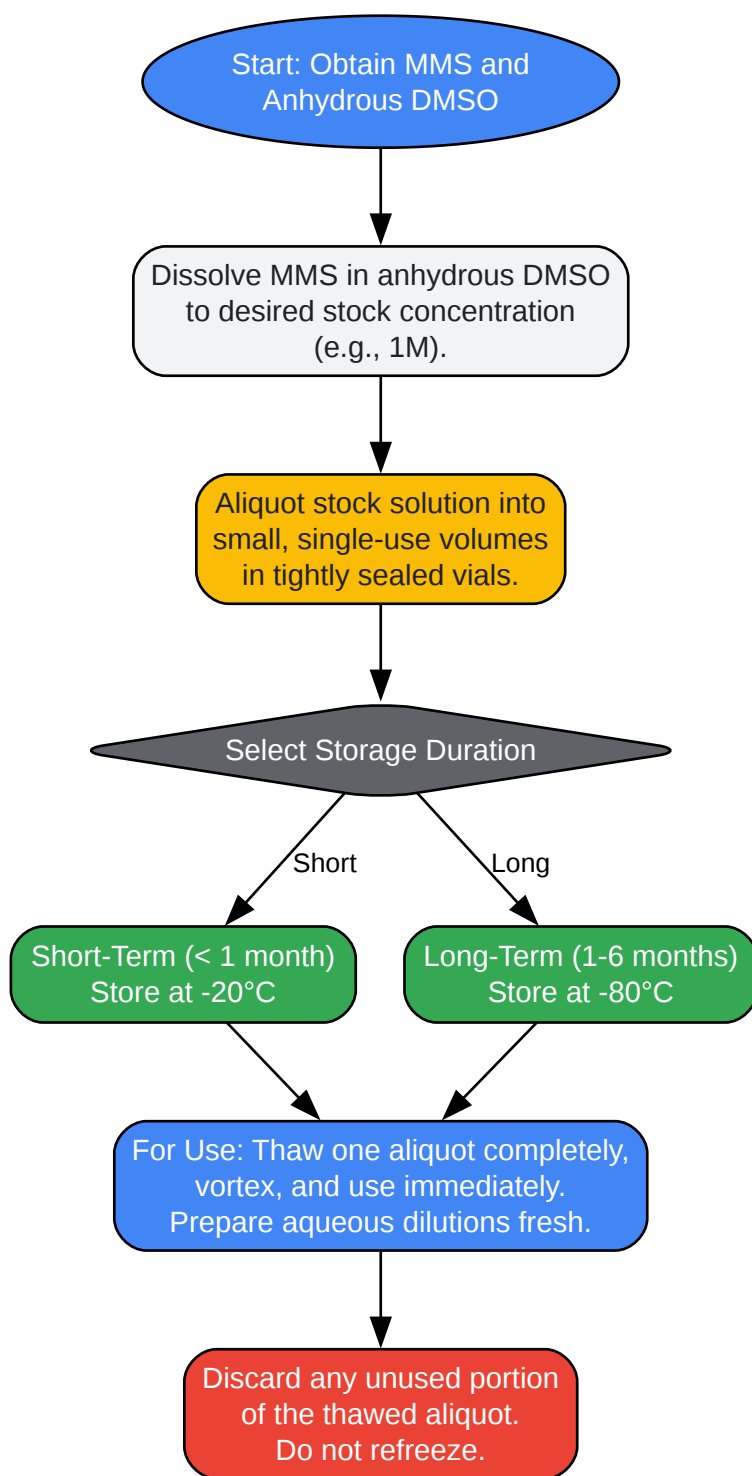 Start: Obtain MMS and
Anhydrous DMSO
Dissolve MMS in anhydrous DMSO
to desired stock concentration
(e.g., 1M).
Aliquot stock solution into
small, single-use volumes
in tightly sealed vials.
Select Storage Duration
Short
Long
Short-Term (< 1 month)
Store at -20°C
Long-Term (1-6 months)
Store at -80°C
For Use: Thaw one aliquot completely,
vortex, and use immediately.
Prepare aqueous dilutions fresh.
Discard any unused portion
of the thawed aliquot.
Do not refreeze.